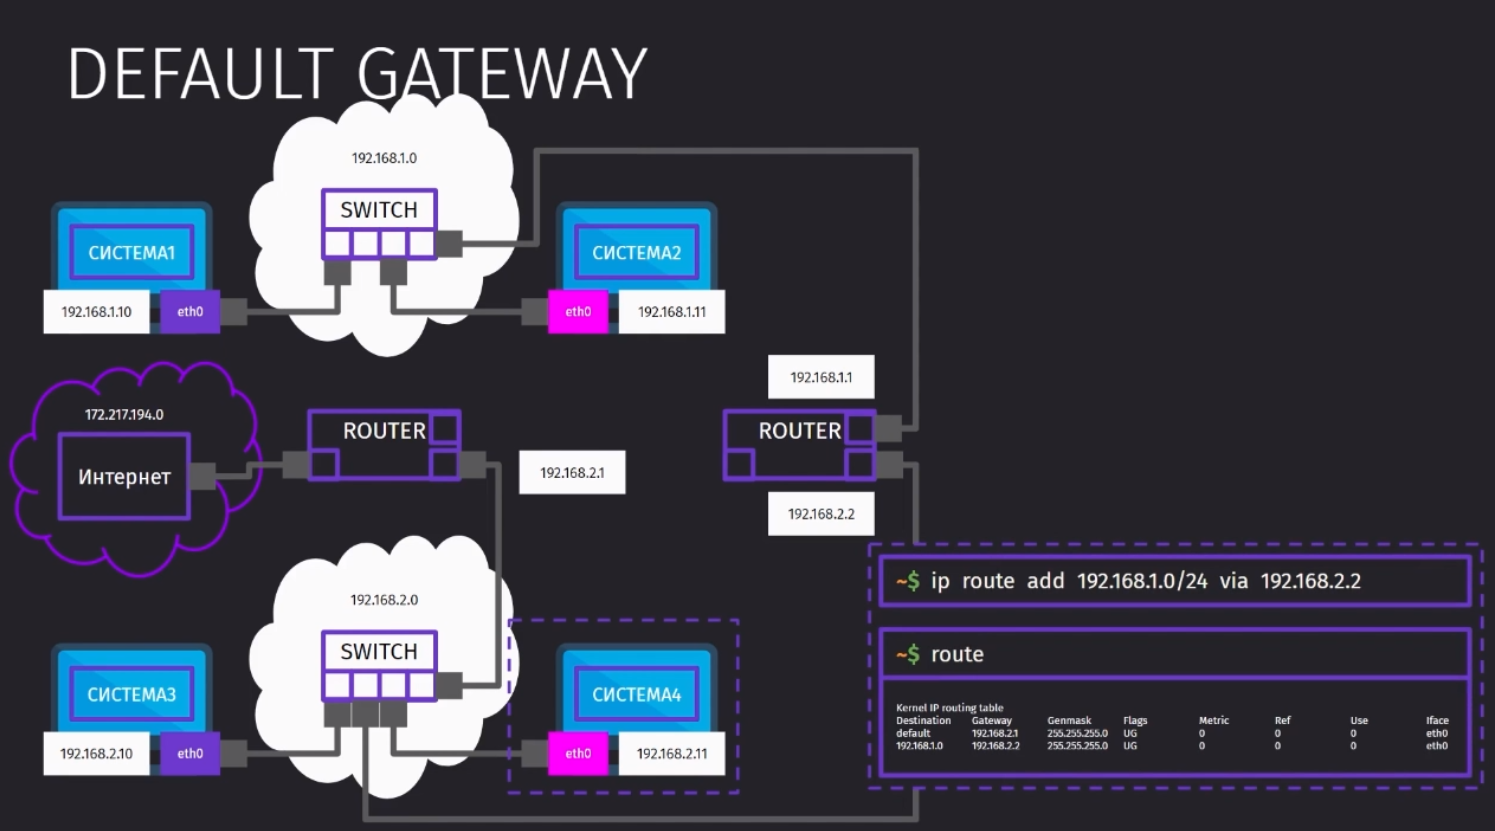 DEFAULT GATEWAY
192.168.1.0
SWITCH
СИСТЕМА1
СИСТЕМА2
192.168.1.10
eth0
eth0
192.168.1.11
172.217.194.0
Интернет
ROUTER
192.168.2.1
192.168.1.1
ROUTER
192.168.2.2
192.168.2.0
SWITCH
СИСТЕМА3
СИСТЕМА4
192.168.2.10
eth0
eth0
192.168.2.11
~$ ip route add 192.168.1.0/24 via 192.168.2.2
~$ route
Kernel IP routing table
Destination Gateway Genmask Flags Metric Ref Use Iface
default 192.168.2.1 255.255.255.0 UG 0 0 0 eth0
192.168.1.0 192.168.2.2 255.255.255.0 UG 0 0 0 eth0